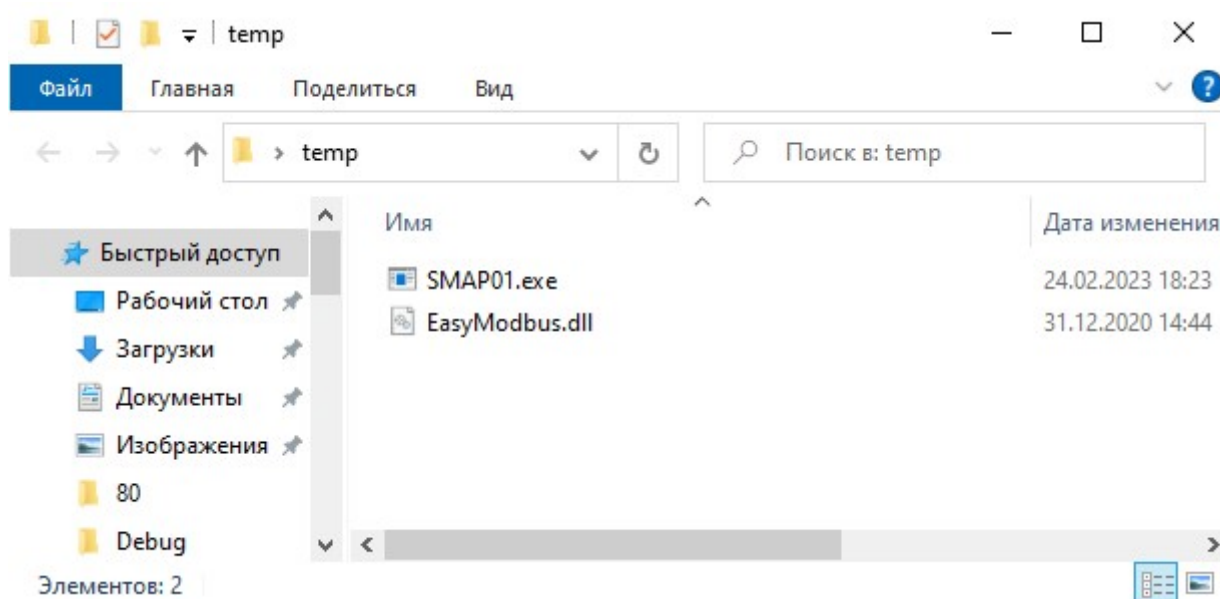 temp
Файл Главная Поделиться Вид ?
temp Поиск в: temp
Имя Дата изменения
Быстрый доступ
SMAP01.exe 24.02.2023 18:23
Рабочий стол
EasyModbus.dll 31.12.2020 14:44
Загрузки
Документы
Изображения
80
Debug
Элементов: 2